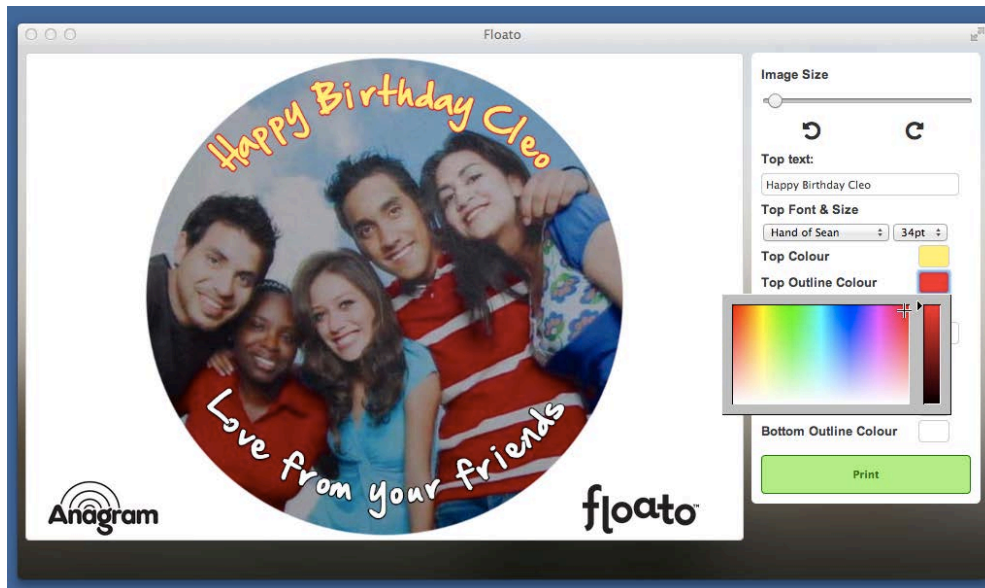 Floato
Happy Birthday Cleo
Love from your friends
Anagram
floato™
Image Size
Top text:
Happy Birthday Cleo
Top Font & Size
Hand of Sean 34pt
Top Colour
Top Outline Colour
Bottom Outline Colour
Print